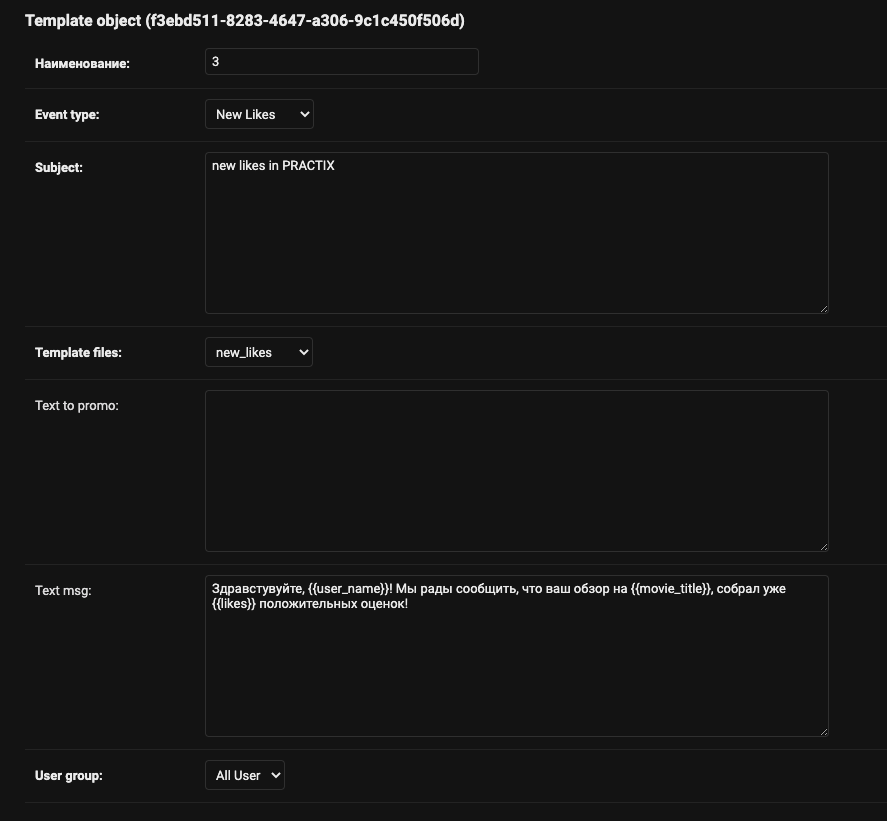 Template object (f3ebd511-8283-4647-a306-9c1c450f506d)
Наименование:
3
Event type:
New Likes
Subject:
new likes in PRACTIX
Template files:
new_likes
Text to promo:
Text msg:
Здравстувуйте, {{user_name}}! Мы рады сообщить, что ваш обзор на {{movie_title}}, собрал уже
{{likes}} положительных оценок!
User group:
All User